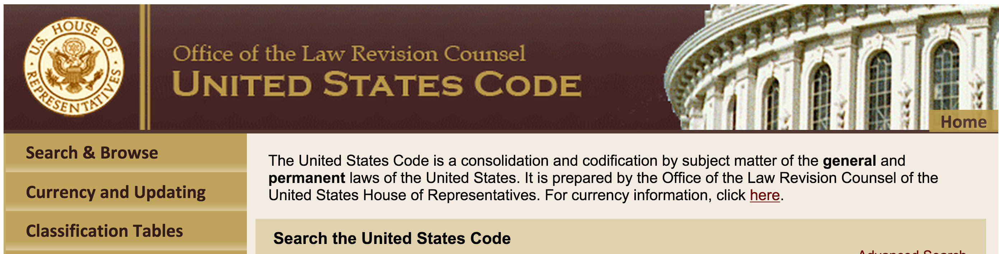 U.S. HOUSE OF REPRESENTATIVES
Office of the Law Revision Counsel
UNITED STATES CODE
Home
Search & Browse
Currency and Updating
Classification Tables
The United States Code is a consolidation and codification by subject matter of the general and
permanent laws of the United States. It is prepared by the Office of the Law Revision Counsel of the
United States House of Representatives. For currency information, click here.
Search the United States Code
Advanced Search